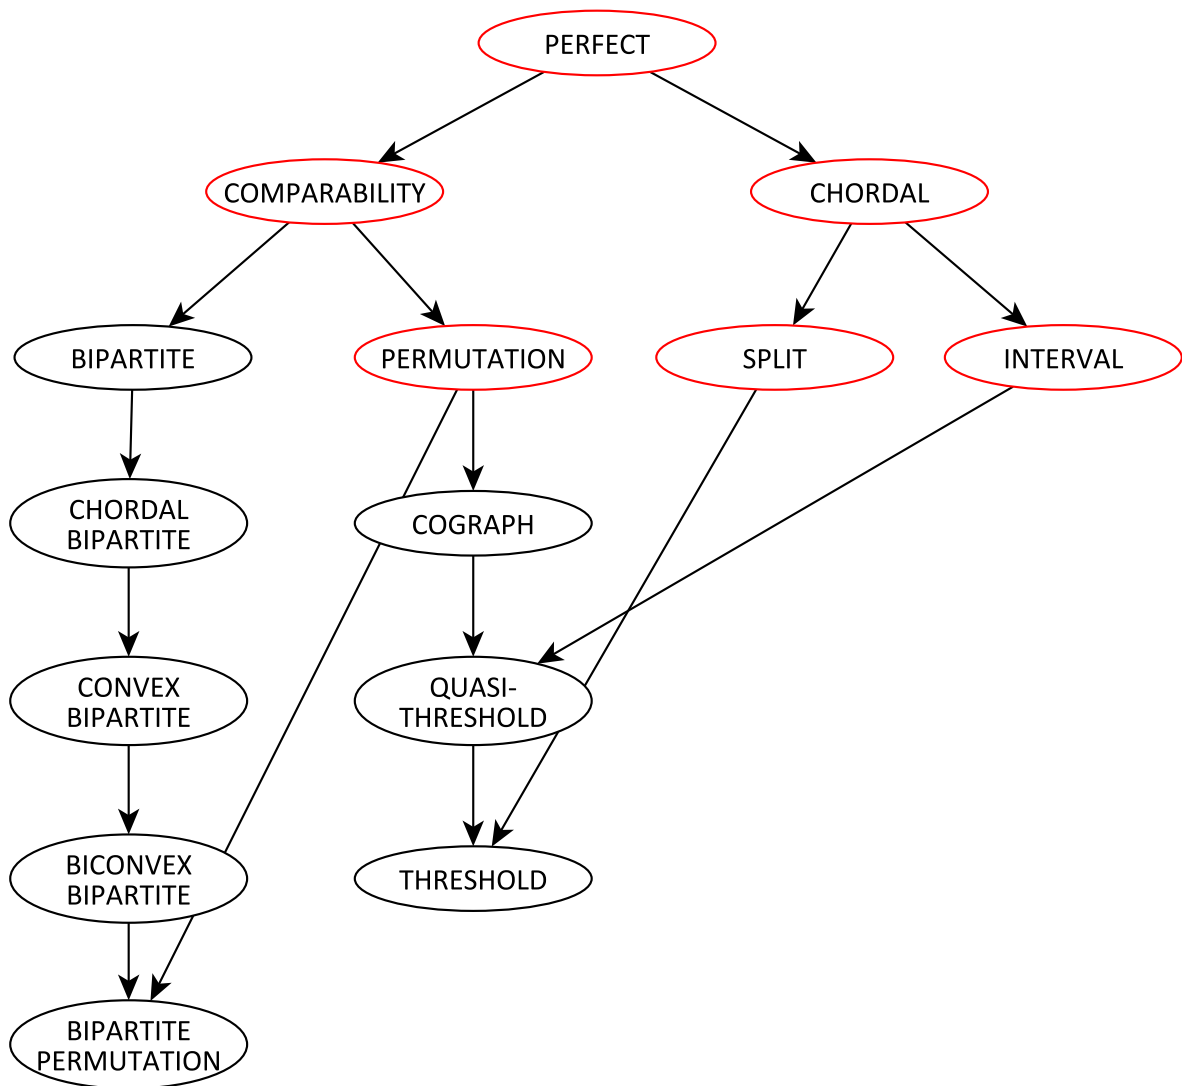 PERFECT
COMPARABILITY
CHORDAL
BIPARTITE
PERMUTATION
SPLIT
INTERVAL
CHORDAL
BIPARTITE
COGRAPH
CONVEX
BIPARTITE
QUASI-
THRESHOLD
BICONVEX
BIPARTITE
THRESHOLD
BIPARTITE
PERMUTATION